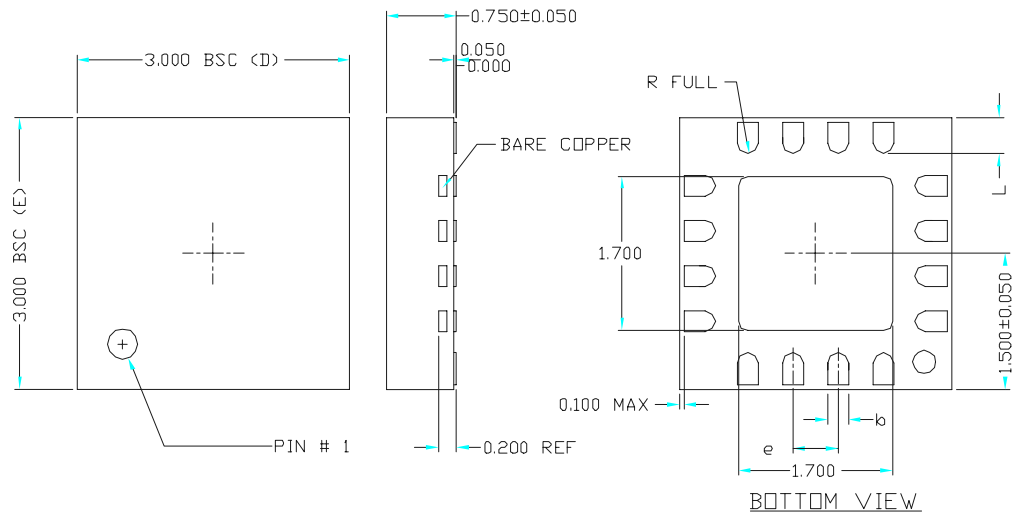 0.750±0.050
3.000 BSC (D)
0.050
0.000
R FULL
BARE COPPER
L
3.000 BSC (E)
1.700
1.500±0.050
0.100 MAX
b
PIN # 1
0.200 REF
e
1.700
BOTTOM VIEW